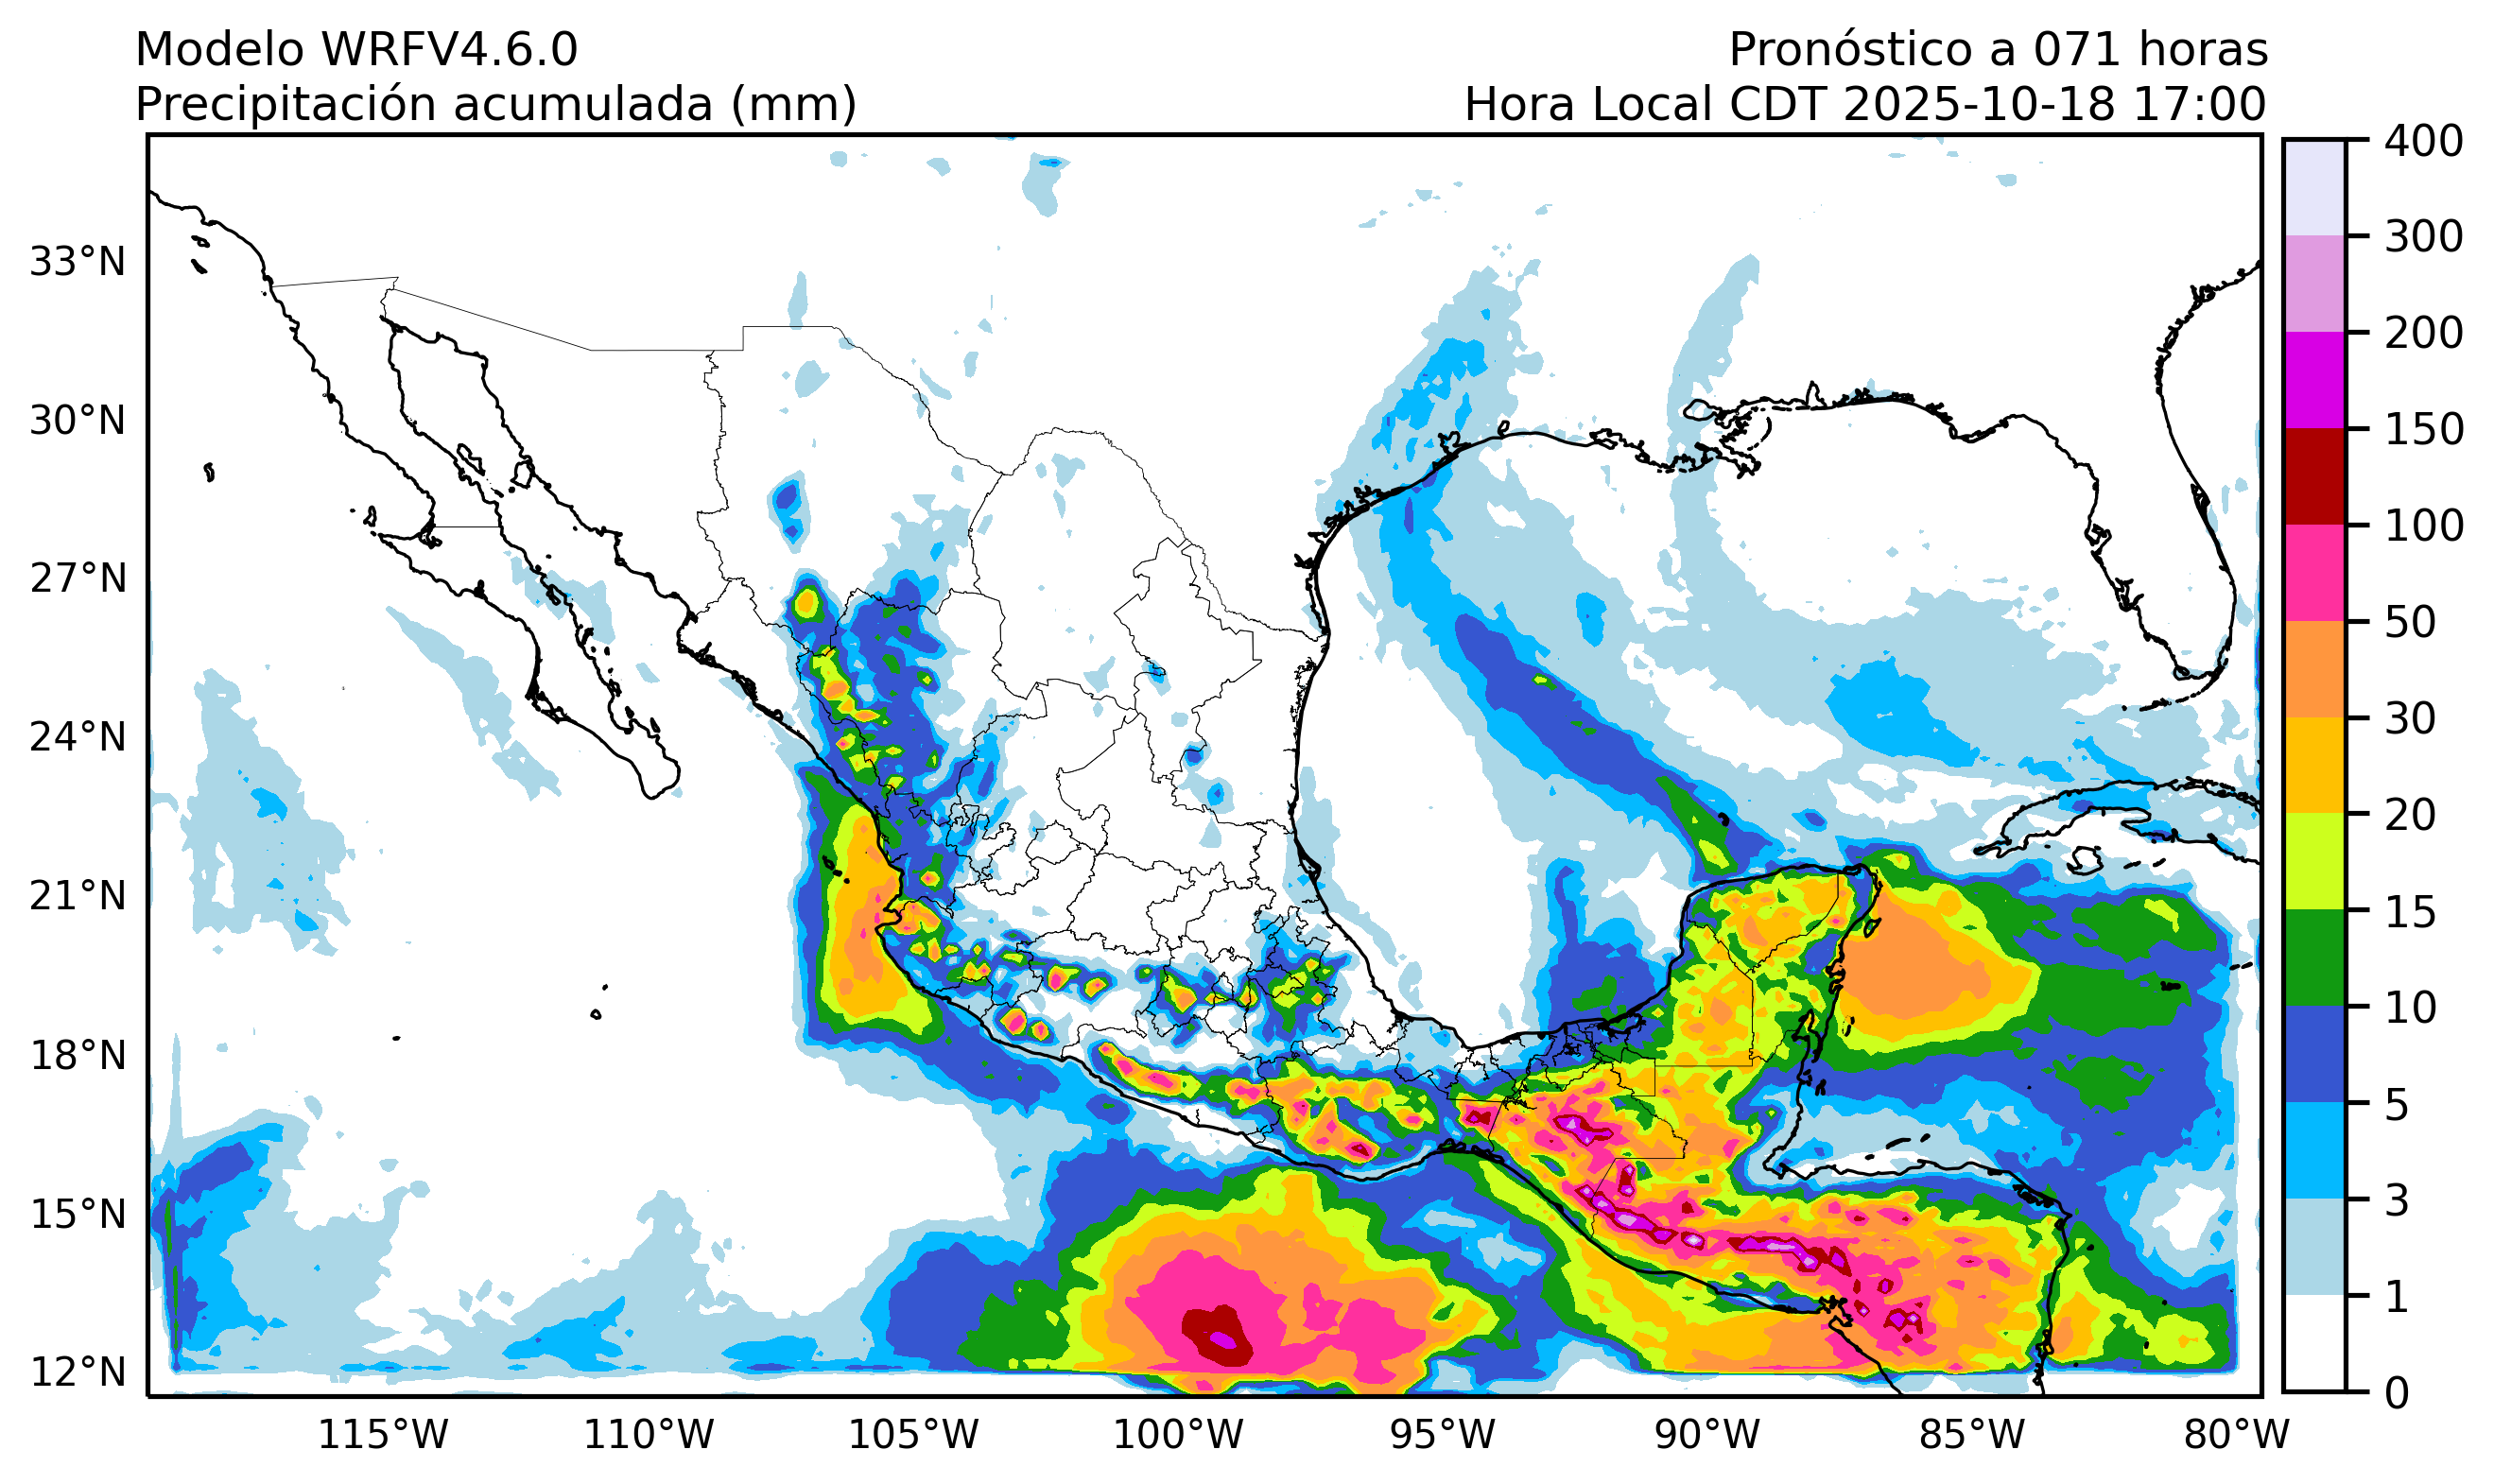 Modelo WRFV4.6.0
Pronóstico a 071 horas
Precipitación acumulada (mm)
Hora Local CDT 2025-10-18 17:00
400
300
200
150
100
50
30
20
15
10
5
3
1
0
33°N
30°N
27°N
24°N
21°N
18°N
15°N
12°N
115°W
110°W
105°W
100°W
95°W
90°W
85°W
80°W